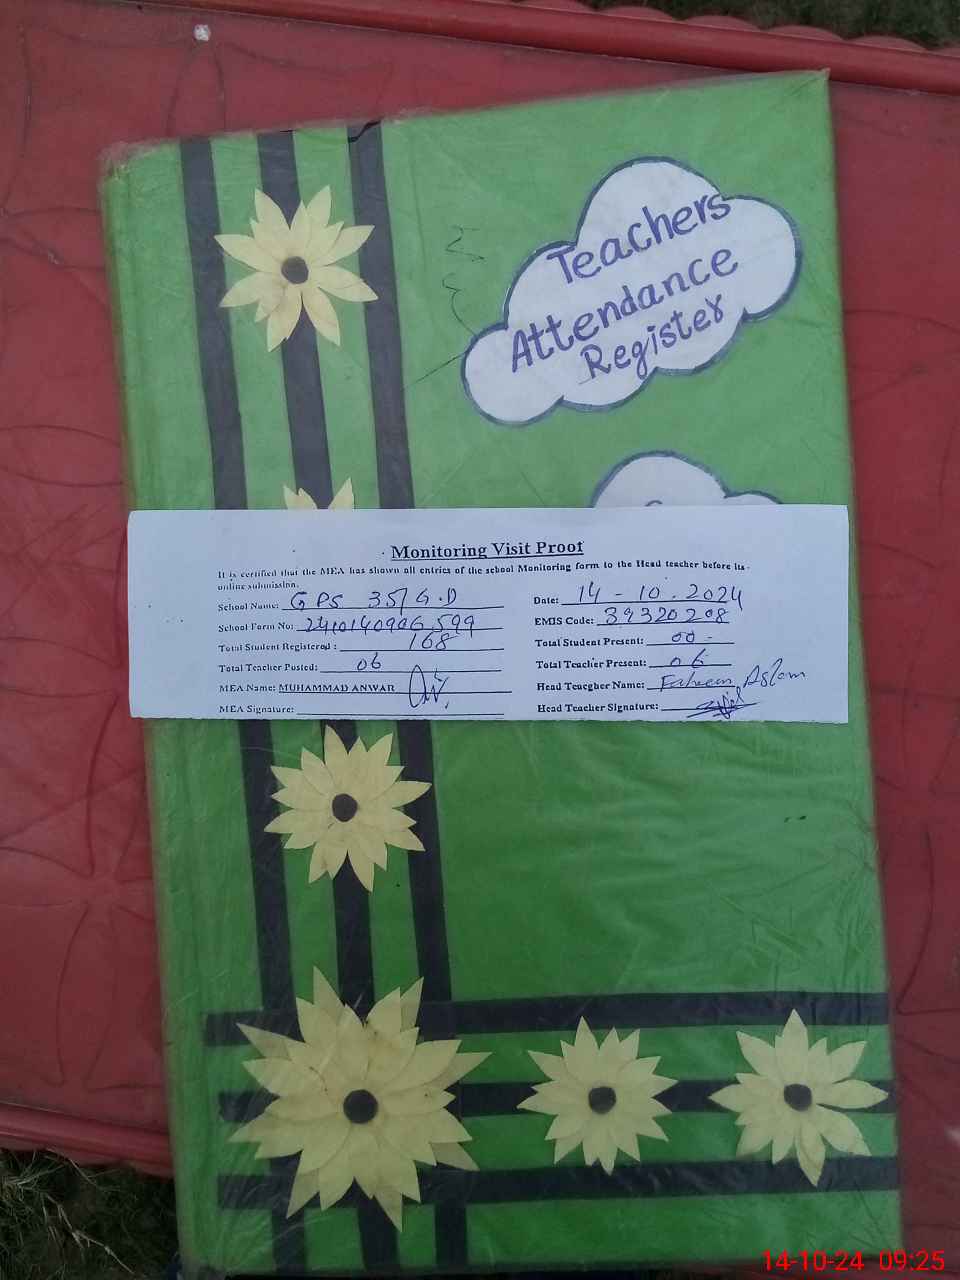 Teachers
Attendance
Register
Monitoring Visit Proof
It is certified that the MEA has shown all entries of the school Monitoring form to the Head teacher before its
online submission.
School Name: GPS 35/G.D
Date: 14-10.2024
School Form No: 2410140906599
EMIS Code: 39320208
Total Student Registered: 168
Total Student Present: 00-
Total Teacher Posted: 06
Total Teacher Present: 06
MEA Name: MUHAMMAD ANWAR
Head Teacgher Name: Faheem Aslam
MEA Signature:
Head Teacher Signature:
14-10-24 09:25